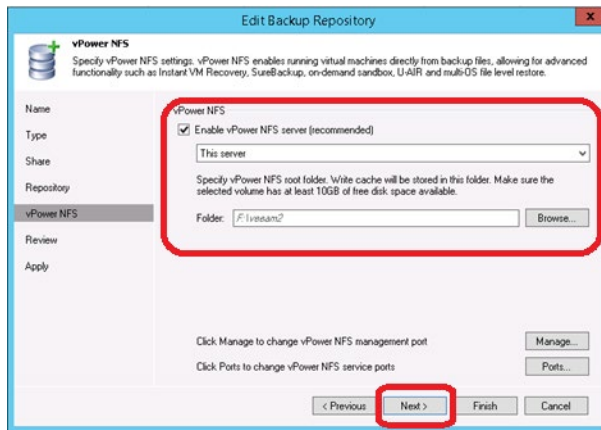 Edit Backup Repository
x
vPower NFS
Specify vPower NFS settings. vPower NFS enables running virtual machines directly from backup files, allowing for advanced
functionality such as Instant VM Recovery, SureBackup, on-demand sandbox, U-AIR and multi-OS file level restore.
Name
Type
Share
Repository
vPower NFS
Review
Apply
vPower NFS
Enable vPower NFS server (recommended)
This server
Specify vPower NFS root folder. Write cache will be stored in this folder. Make sure the
selected volume has at least 10GB of free disk space available.
Folder: F:\veeam2 Browse...
Click Manage to change vPower NFS management port Manage...
Click Ports to change vPower NFS service ports Ports...
< Previous Next > Finish Cancel